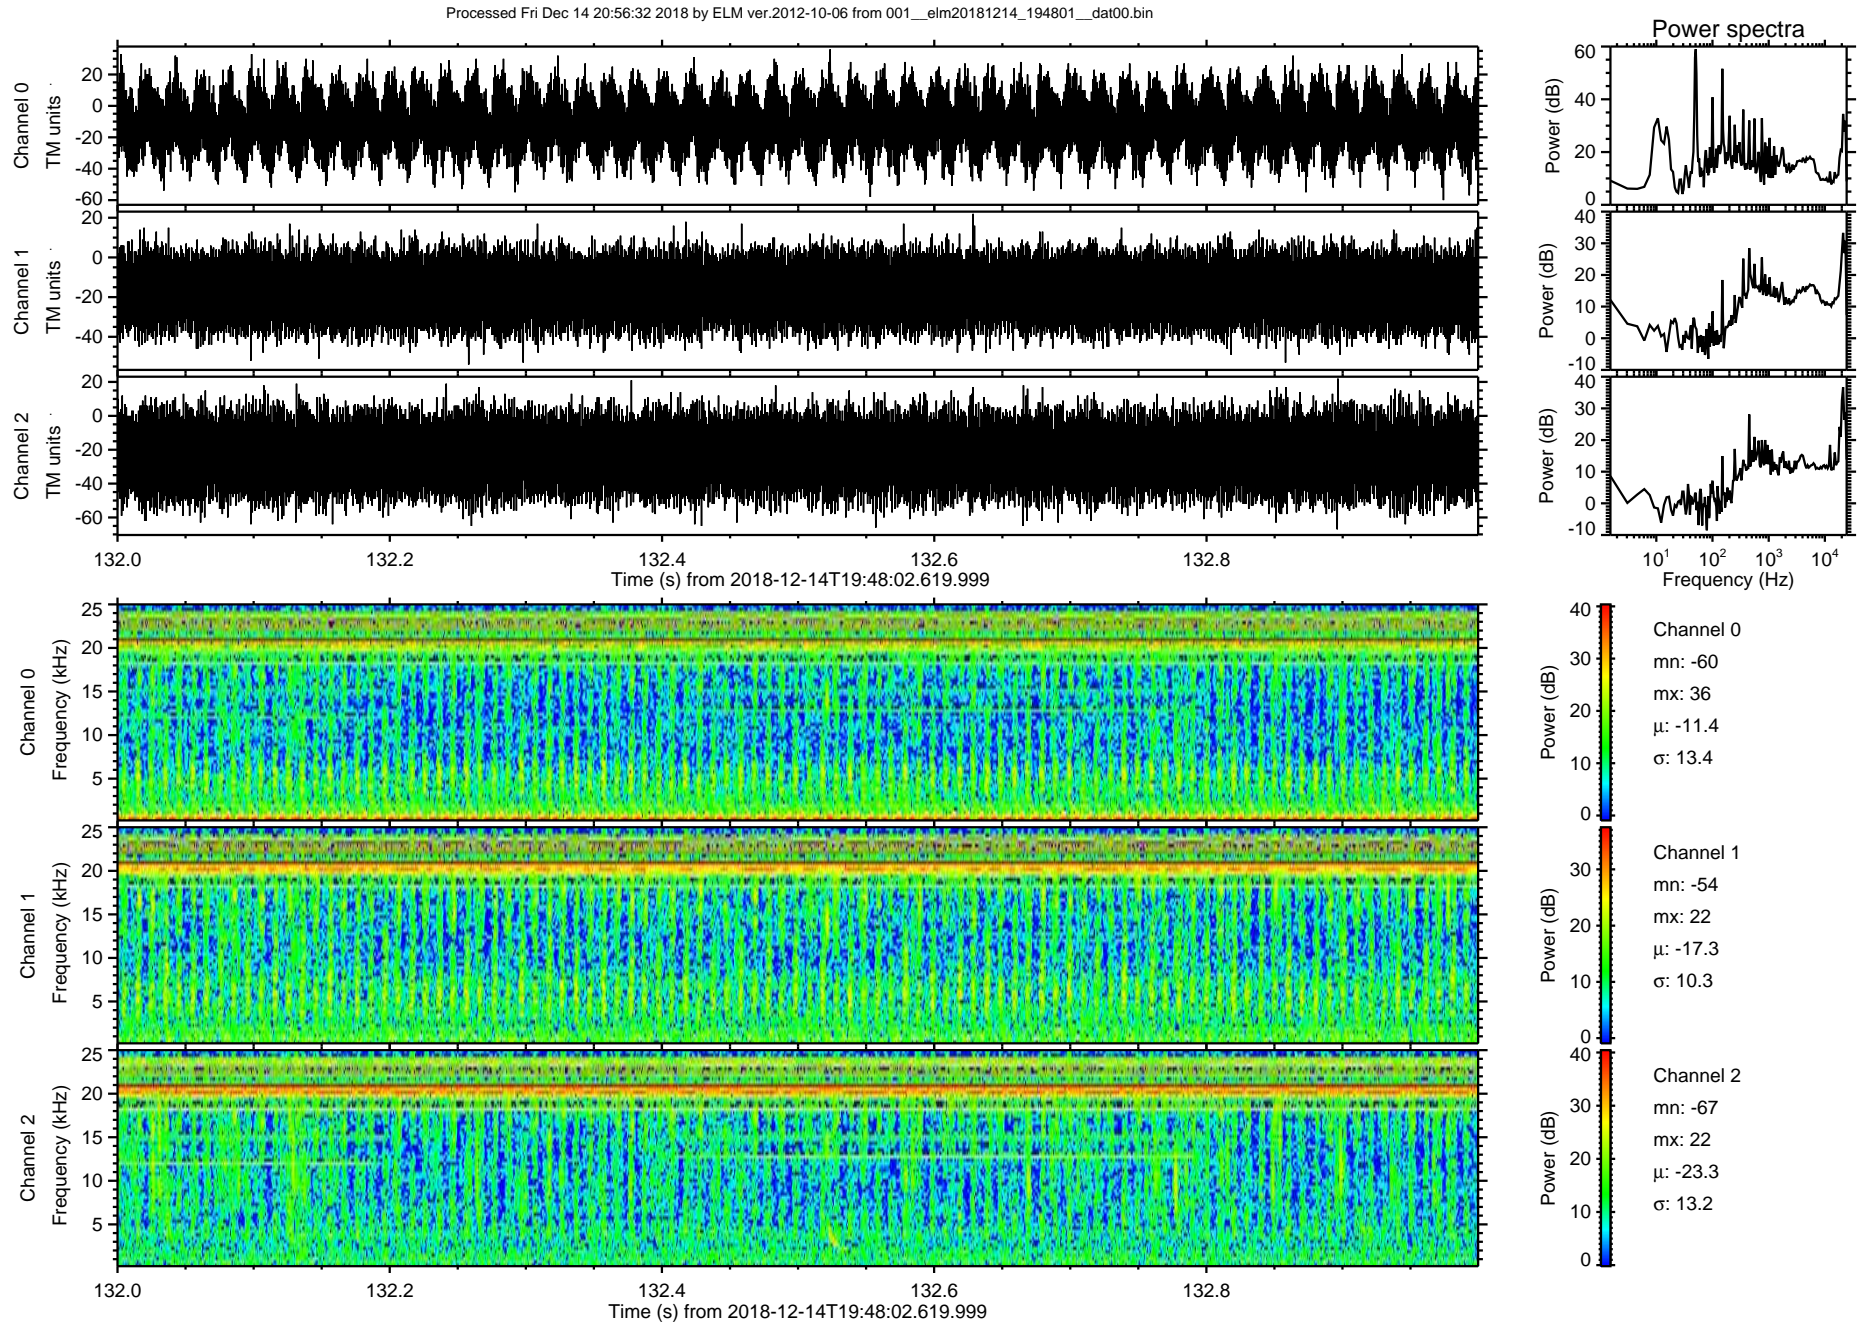 Processed Fri Dec 14 20:56:32 2018 by ELM ver.2012-10-06 from 001__elm20181214_194801__dat00.bin
Power spectra
Channel 0
TM units
20
0
-20
-40
-60
Power (dB)
60
40
20
0
Channel 1
TM units
20
0
-20
-40
Power (dB)
40
30
20
10
0
-10
Channel 2
TM units
20
0
-20
-40
-60
Power (dB)
40
30
20
10
0
-10
132.0 132.2 132.4 132.6 132.8
Time (s) from 2018-12-14T19:48:02.619.999
10¹ 10² 10³ 10⁴
Frequency (Hz)
Channel 0
Frequency (kHz)
25
20
15
10
5
Power (dB)
40
30
20
10
0
Channel 0
mn: -60
mx: 36
μ: -11.4
σ: 13.4
Channel 1
Frequency (kHz)
25
20
15
10
5
Power (dB)
30
20
10
0
Channel 1
mn: -54
mx: 22
μ: -17.3
σ: 10.3
Channel 2
Frequency (kHz)
25
20
15
10
5
Power (dB)
40
30
20
10
0
Channel 2
mn: -67
mx: 22
μ: -23.3
σ: 13.2
132.0 132.2 132.4 132.6 132.8
Time (s) from 2018-12-14T19:48:02.619.999